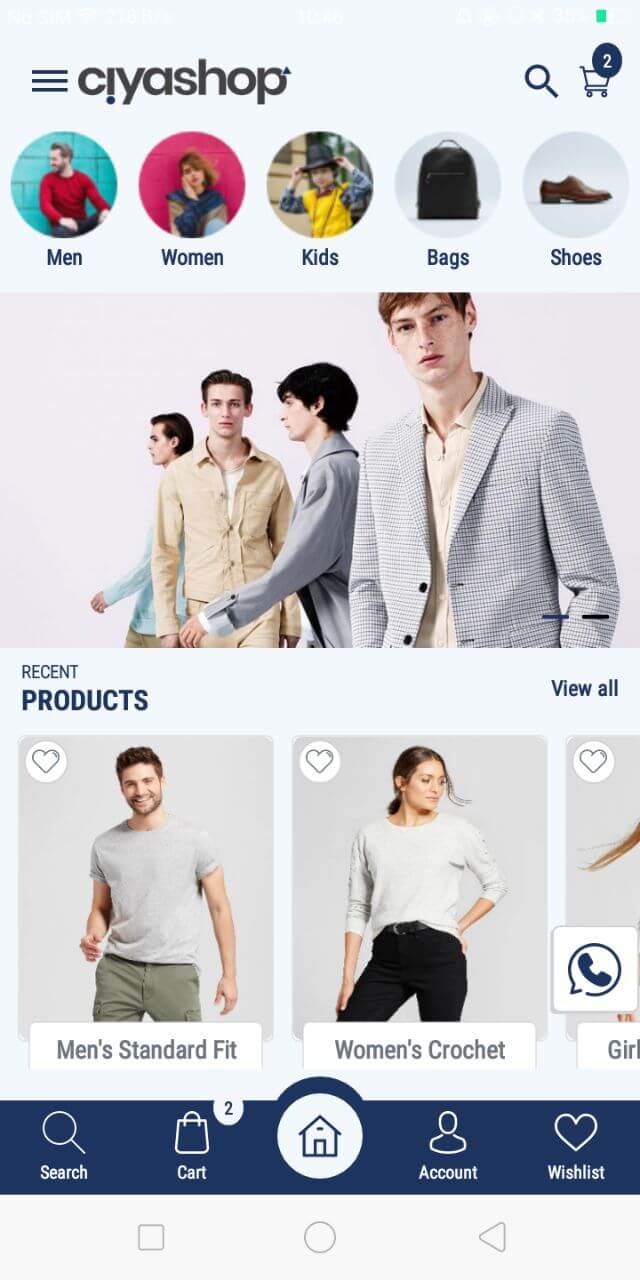 No SIM 218 B/s 10:46 35%
ciyashop
2
Men Women Kids Bags Shoes
RECENT
PRODUCTS
View all
Men's Standard Fit Women's Crochet Girl
2
Search Cart Account Wishlist